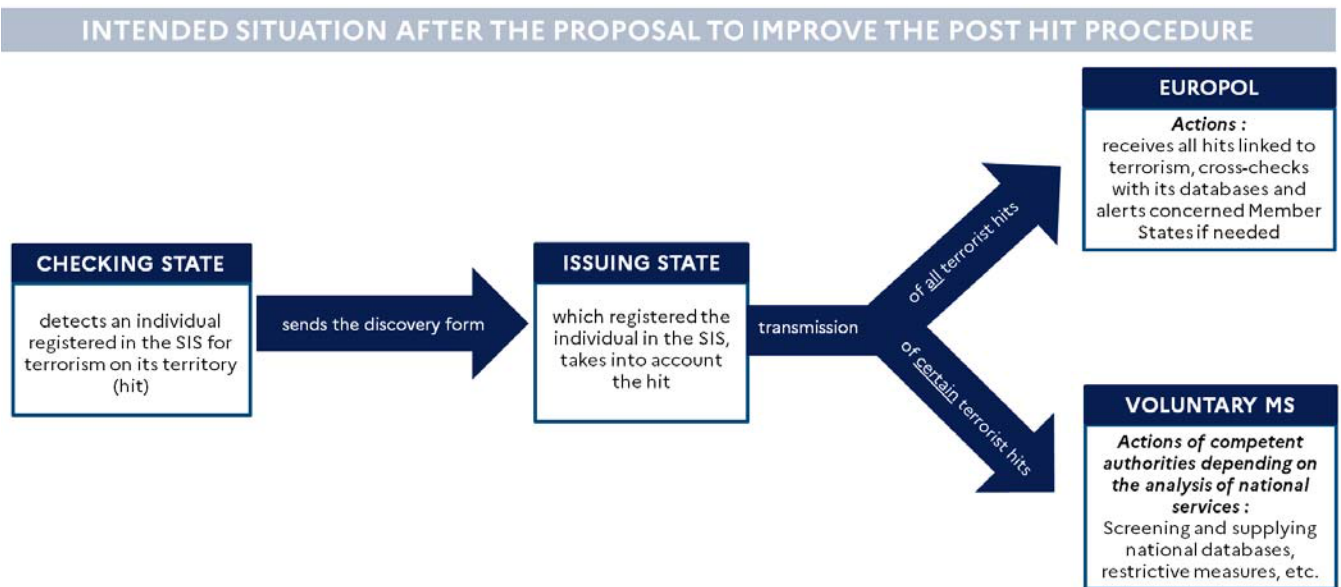 INTENDED SITUATION AFTER THE PROPOSAL TO IMPROVE THE POST HIT PROCEDURE
CHECKING STATE
detects an individual
registered in the SIS for
terrorism on its territory
(hit)
sends the discovery form
ISSUING STATE
which registered the
individual in the SIS,
takes into account
the hit
transmission
of all terrorist hits
EUROPOL
Actions :
receives all hits linked to
terrorism, cross-checks
with its databases and
alerts concerned Member
States if needed
of certain terrorist hits
VOLUNTARY MS
Actions of competent
authorities depending on
the analysis of national
services :
Screening and supplying
national databases,
restrictive measures, etc.